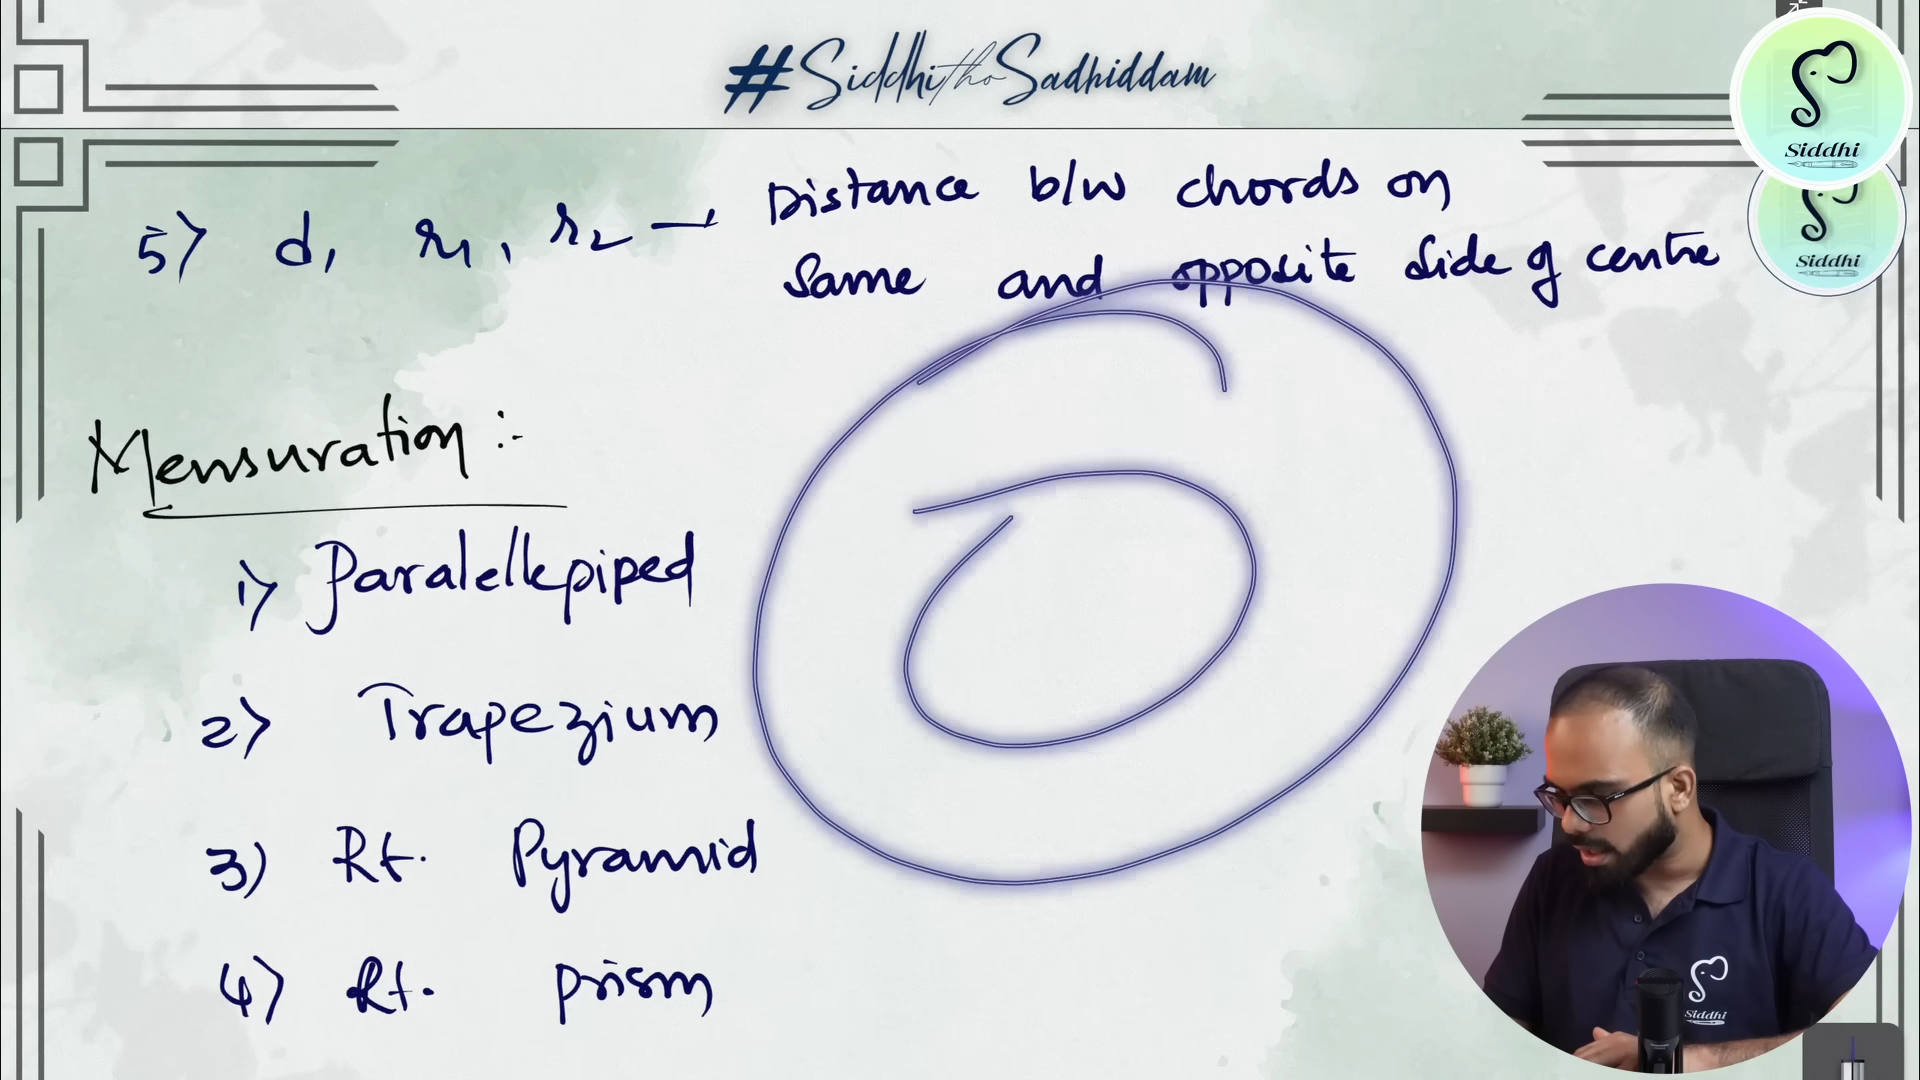 #SiddhithoSadhiddam
Siddhi
Siddhi
5) d, r1, r2 → Distance b/w chords on
Same and opposite side of centre
Mensuration :-
1) Paralellepiped
2) Trapezium
3) Rt. Pyramid
4) Rt. prism
Siddhi